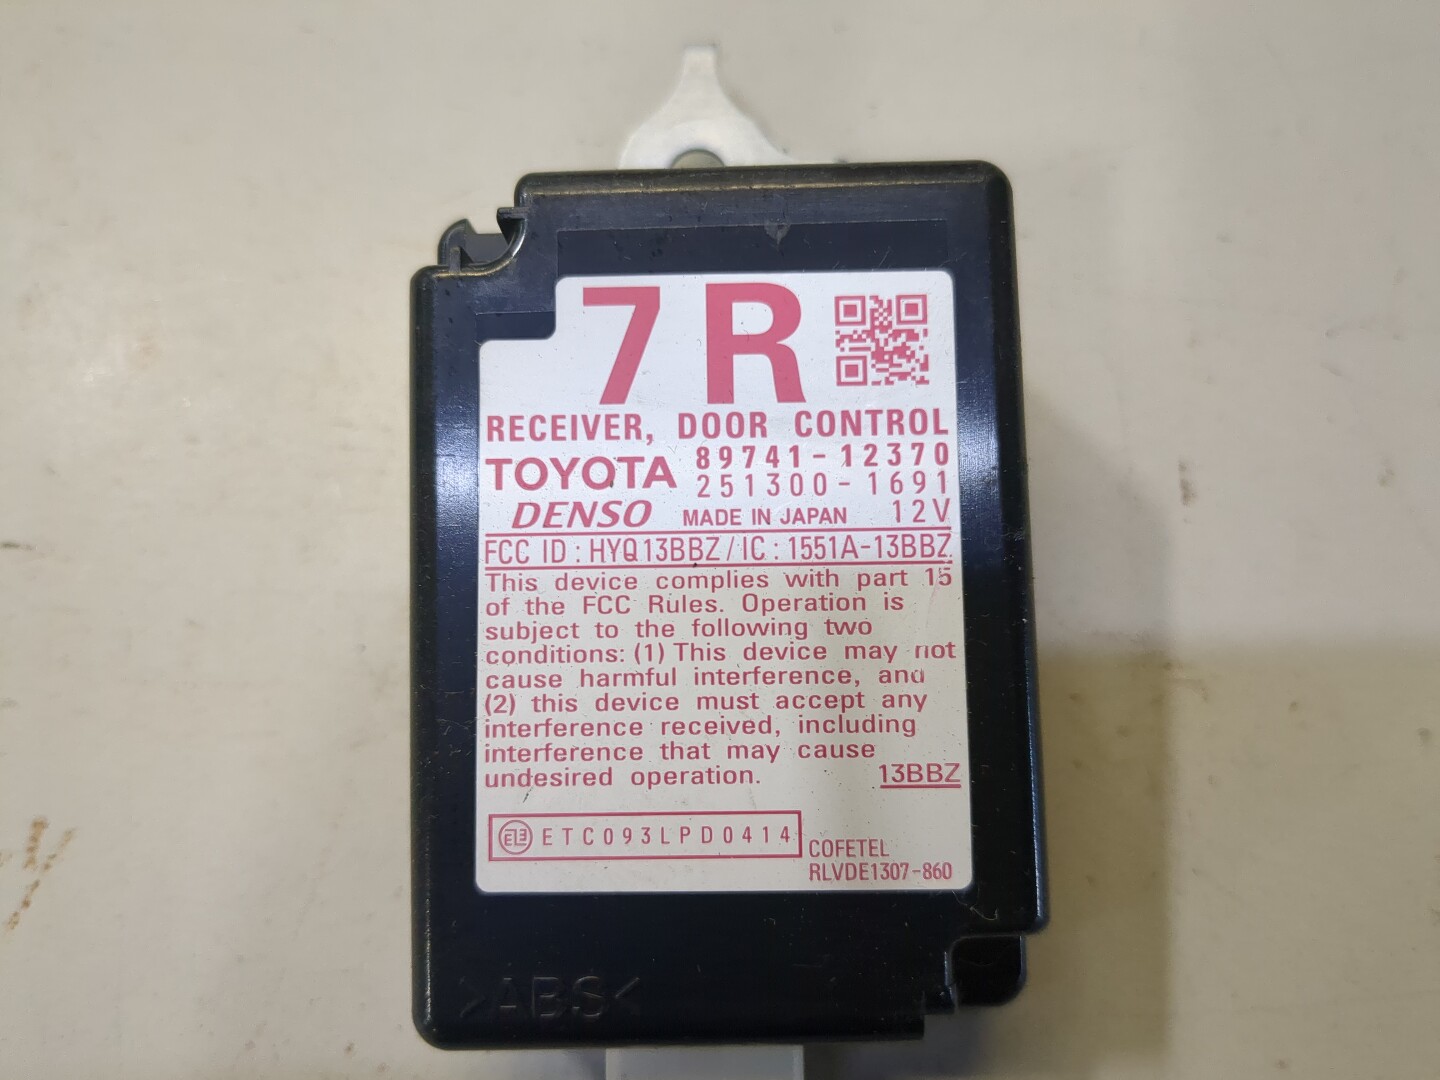 7R
RECEIVER, DOOR CONTROL
TOYOTA 89741-12370
251300-1691
DENSO MADE IN JAPAN 12V
FCC ID : HYQ13BBZ / IC : 1551A-13BBZ
This device complies with part 15
of the FCC Rules. Operation is
subject to the following two
conditions: (1) This device may not
cause harmful interference, and
(2) this device must accept any
interference received, including
interference that may cause
undesired operation. 13BBZ
ETC093LPD0414
COFETEL
RLVDE1307-860
>ABS<